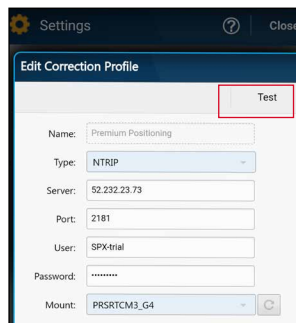 Settings
? Close
Edit Correction Profile
Test
Name: Premium Positioning
Type: NTRIP
Server: 52.232.23.73
Port: 2181
User: SPX-trial
Password: •••••••••
Mount: PRSRTCM3_G4